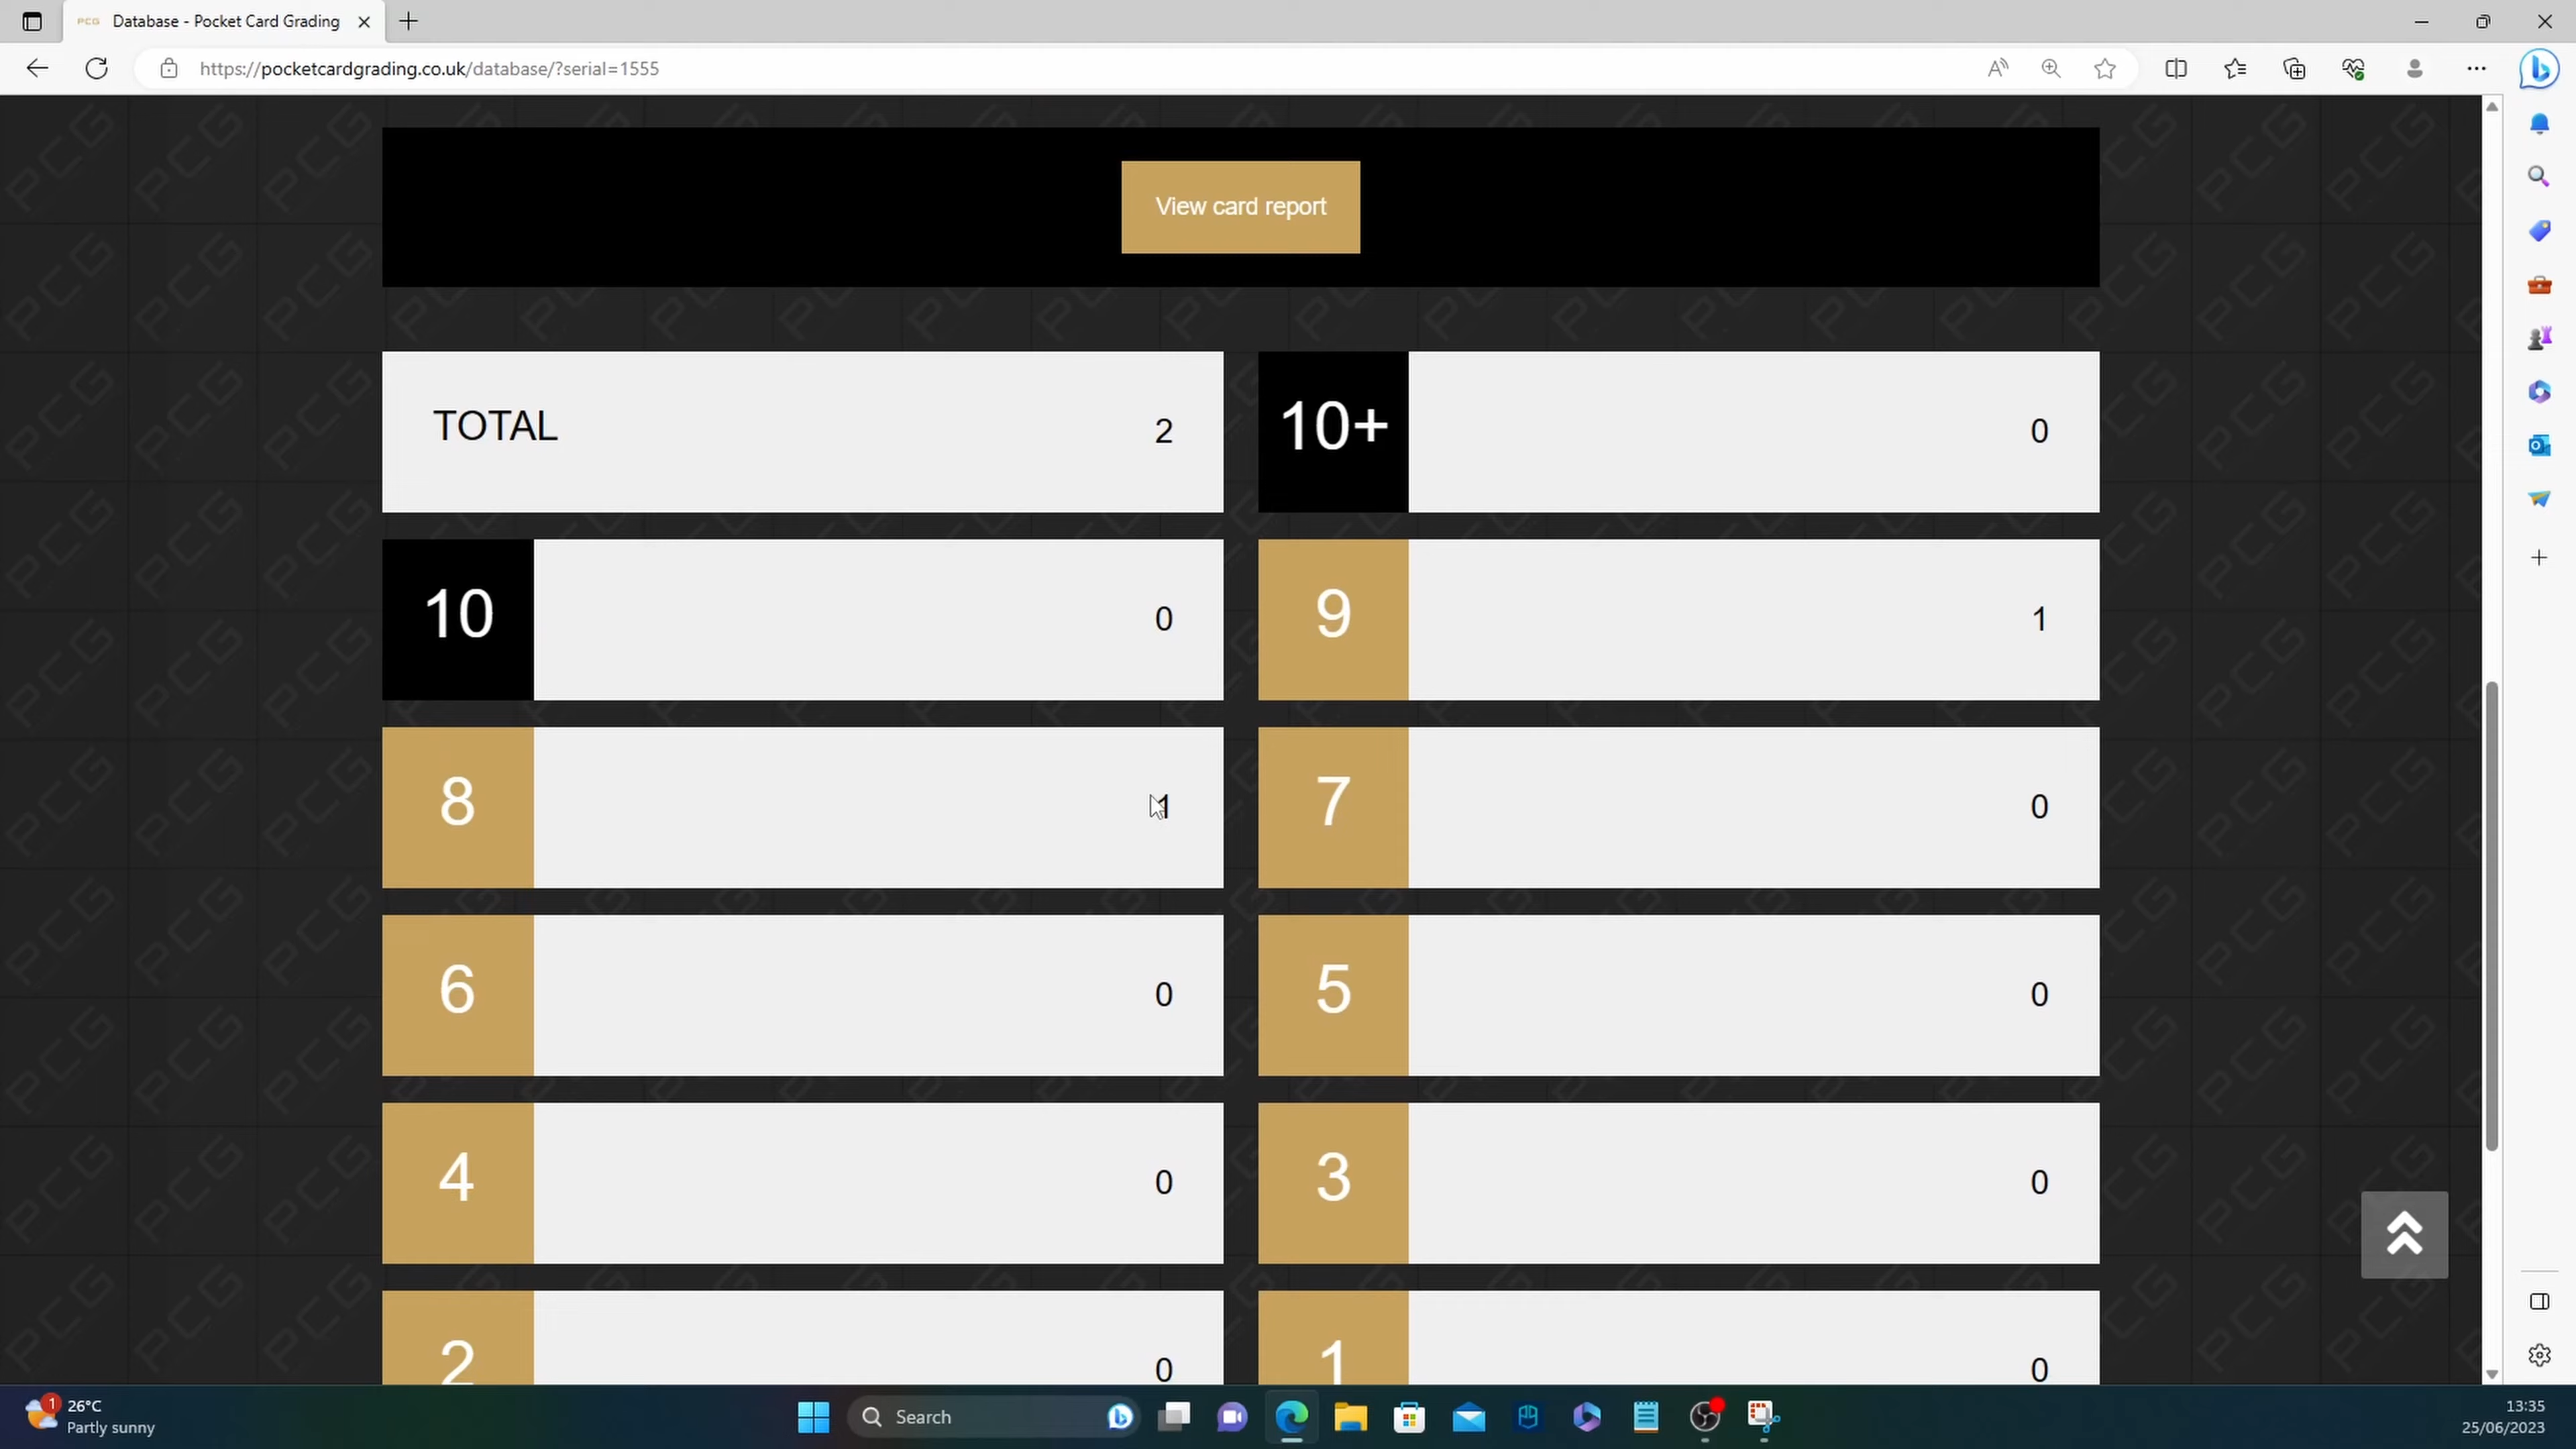 PCG Database - Pocket Card Grading
https://pocketcardgrading.co.uk/database/?serial=1555
View card report
TOTAL 2
10+ 0
10 0
9 1
8 1
7 0
6 0
5 0
4 0
3 0
2 0
1 0
1 26°C
Partly sunny
Search
13:35
25/06/2023